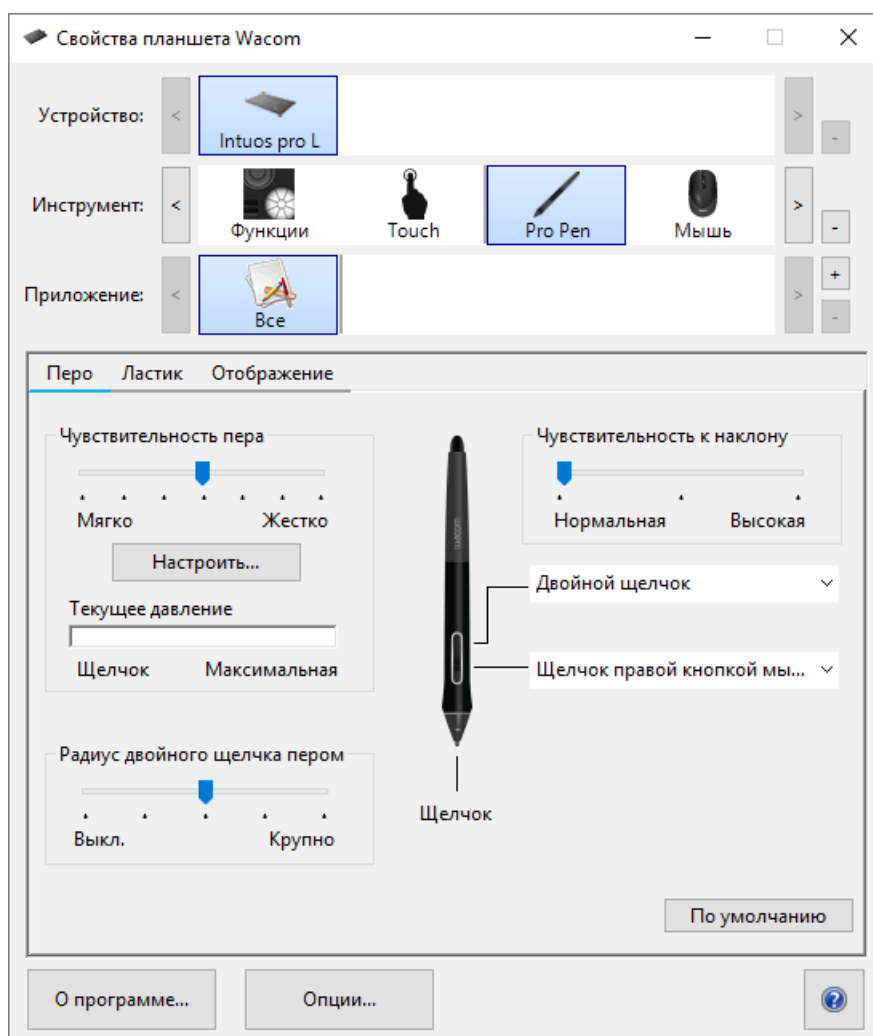 Свойства планшета Wacom
Устройство:
<
Intuos pro L
>
-
Инструмент:
<
Функции
Touch
Pro Pen
Мышь
>
-
Приложение:
<
Все
>
+
-
Перо Ластик Отображение
Чувствительность пера
Мягко Жестко
Настроить...
Текущее давление
Щелчок Максимальная
Радиус двойного щелчка пером
Выкл. Крупно
wacom
Щелчок
Чувствительность к наклону
Нормальная Высокая
Двойной щелчок
Щелчок правой кнопкой мы...
По умолчанию
О программе... Опции... ?